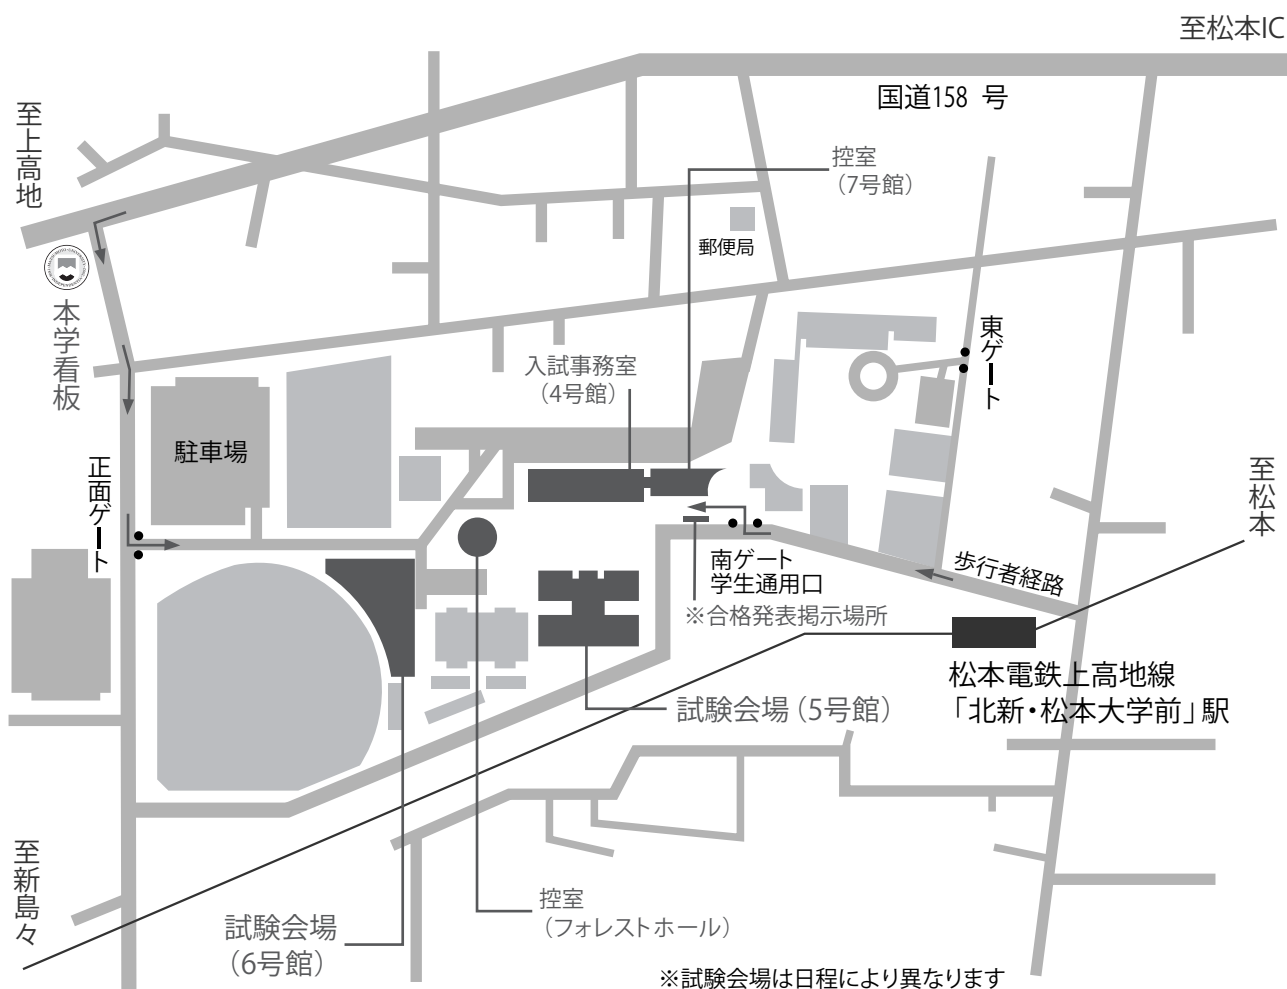 至松本IC
国道158 号
至上高地
控室
（7号館）
郵便局
本学看板
東ゲート
入試事務室
（4号館）
駐車場
正面ゲート
至松本
南ゲート
学生通用口
歩行者経路
※合格発表掲示場所
松本電鉄上高地線
「北新・松本大学前」駅
試験会場（5号館）
至新島々
控室
（フォレストホール）
試験会場
（6号館）
※試験会場は日程により異なります